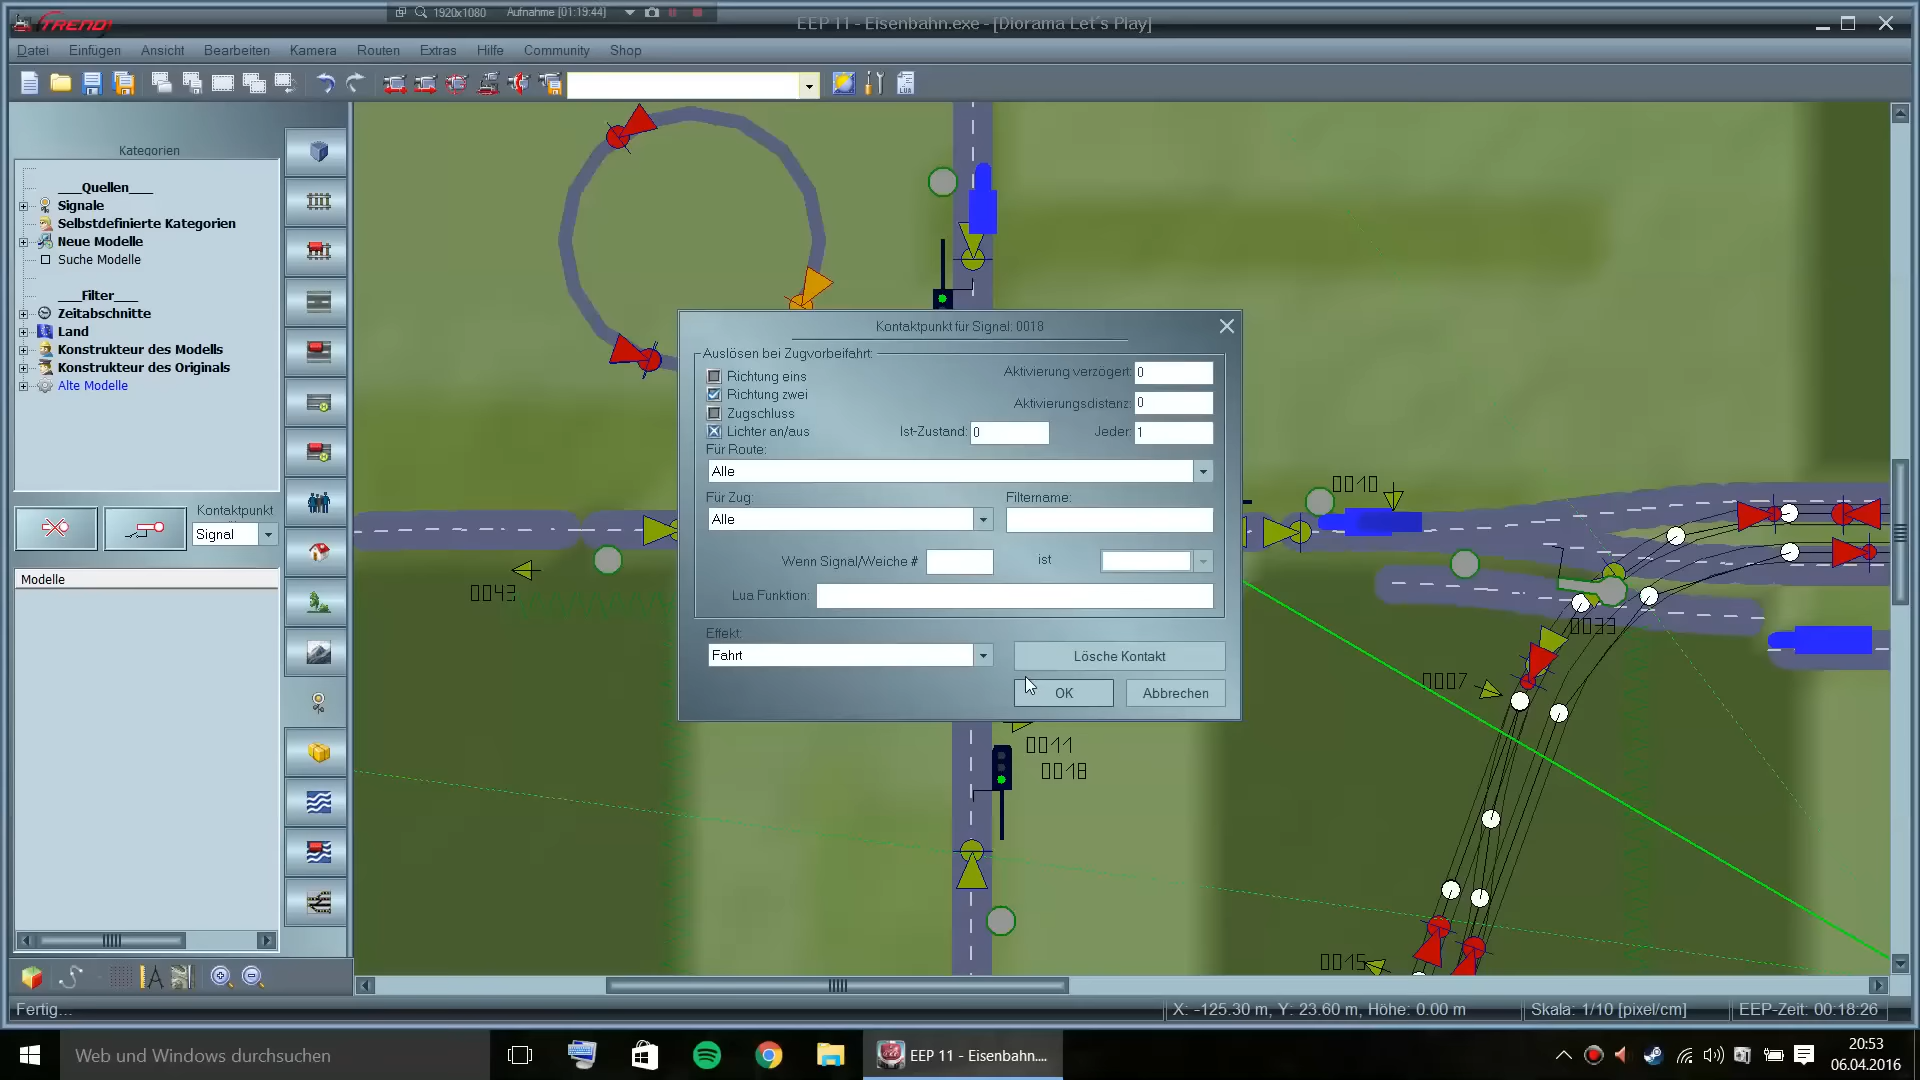 1920x1080 Aufnahme [01:19:44]
TREND
EEP 11 - Eisenbahn.exe - [Diorama Let´s Play]
Datei Einfügen Ansicht Bearbeiten Kamera Routen Extras Hilfe Community Shop
LUA
Kategorien
___Quellen___
Signale
Selbstdefinierte Kategorien
Neue Modelle
Suche Modelle
___Filter___
Zeitabschnitte
Land
Konstrukteur des Modells
Konstrukteur des Originals
Alte Modelle
Kontaktpunkt
Signal
Modelle
Kontaktpunkt für Signal: 0018
Auslösen bei Zugvorbeifahrt:
Richtung eins
Aktivierung verzögert: 0
Richtung zwei
Aktivierungsdistanz: 0
Zugschluss
Lichter an/aus
Ist-Zustand: 0
Jeder: 1
Für Route:
Alle
Für Zug:
Filtername:
Alle
Wenn Signal/Weiche # ist
Lua Funktion:
Effekt:
Fahrt
Lösche Kontakt
OK
Abbrechen
0010
0043
0033
0007
0011
0018
0015
Fertig...
X: -125.30 m, Y: 23.60 m, Höhe: 0.00 m
Skala: 1/10 [pixel/cm]
EEP-Zeit: 00:18:26
Web und Windows durchsuchen
EEP 11 - Eisenbahn....
20:53
06.04.2016